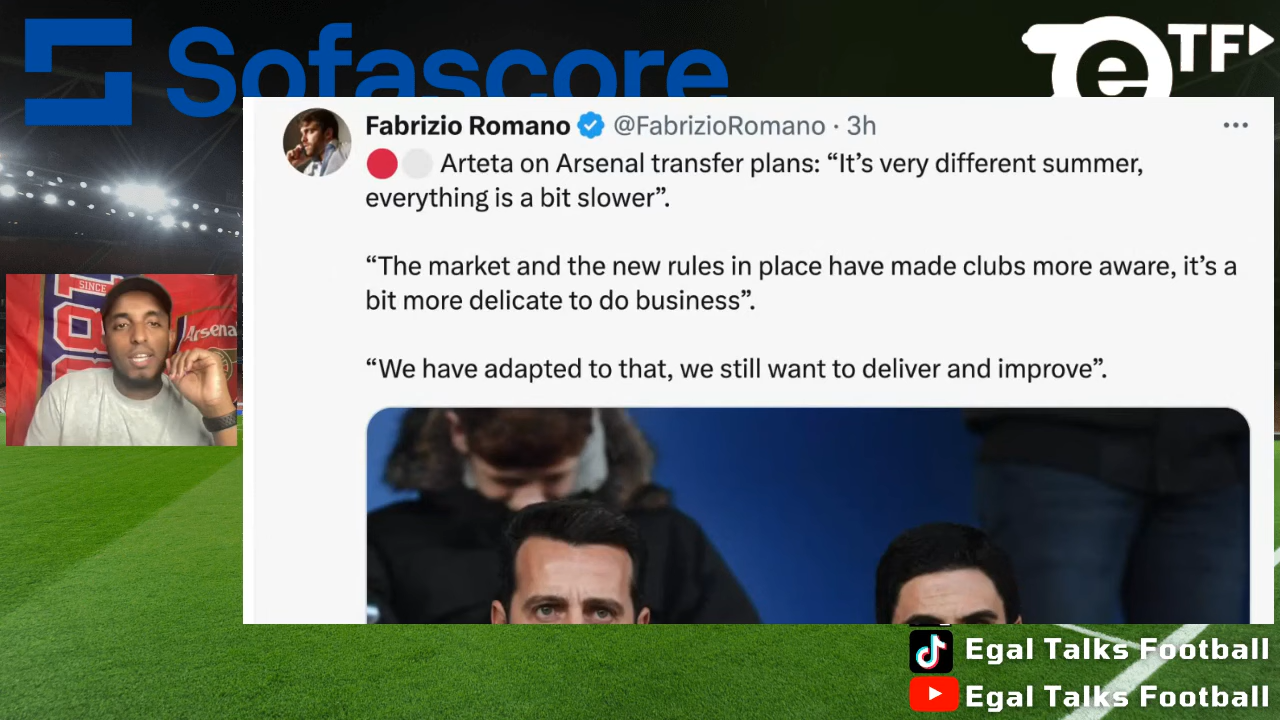 Sofascore
e TF
Fabrizio Romano @FabrizioRomano · 3h
Arteta on Arsenal transfer plans: “It’s very different summer,
everything is a bit slower”.
“The market and the new rules in place have made clubs more aware, it’s a
bit more delicate to do business”.
“We have adapted to that, we still want to deliver and improve”.
SINCE
Arsenal
Egal Talks Football
Egal Talks Football